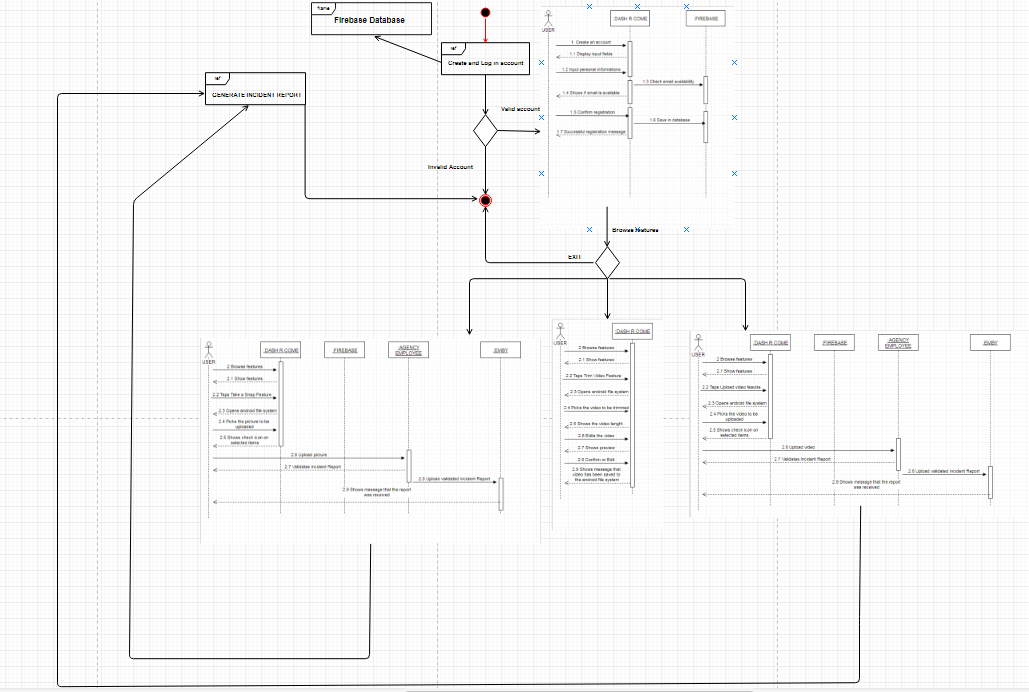 frame
Firebase Database
ref
Create and Log in account
ref
GENERATE INCIDENT REPORT
Valid account
Invalid Account
USER
:DASH R COME
:FIREBASE
1. Create an account
1.1 Display input fields
1.2 Input personal informations
1.3 Check email availability
1.4 Shows if email is available
1.5 Confirm registration
1.6 Save in database
1.7 Successful registration message
Browse features
EXIT
USER
:DASH R COME
:FIREBASE
:AGENCY
EMPLOYEE
:EMBY
2 Browse features
2.1 Show features
2.2 Taps Take a Snap Feature
2.3 Opens android file system
2.4 Picks the picture to be
uploaded
2.5 Shows check icon on
selected items
2.6 Upload picture
2.7 Validates Incident Report
2.8 Upload validated Incident Report
2.9 Shows message that the report
was received
USER
:DASH R COME
2 Browse features
2.1 Show features
2.2 Taps Trim Video Feature
2.3 Opens android file system
2.4 Picks the video to be trimmed
2.5 Shows the video length
2.6 Edits the video
2.7 Shows preview
2.8 Confirm or Edit
2.9 Shows message that
video has been saved to
the android file system
USER
:DASH R COME
:FIREBASE
:AGENCY
EMPLOYEE
:EMBY
2 Browse features
2.1 Show features
2.2 Taps Upload video feature
2.3 Opens android file system
2.4 Picks the video to be
uploaded
2.5 Shows check icon on
selected items
2.6 Upload video
2.7 Validates Incident Report
2.8 Upload validated Incident Report
2.9 Shows message that the report
was received